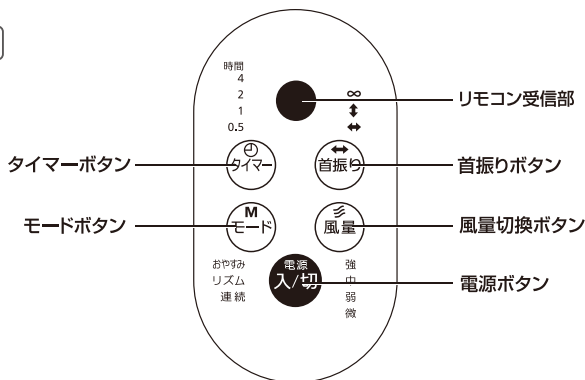 時間
4
2
1
0.5
∞
↕
↔
リモコン受信部
タイマーボタン
タイマー
↔
首振り
首振りボタン
モードボタン
M
モード
風量
風量切換ボタン
おやすみ
リズム
連続
電源
入/切
強
中
弱
微
電源ボタン